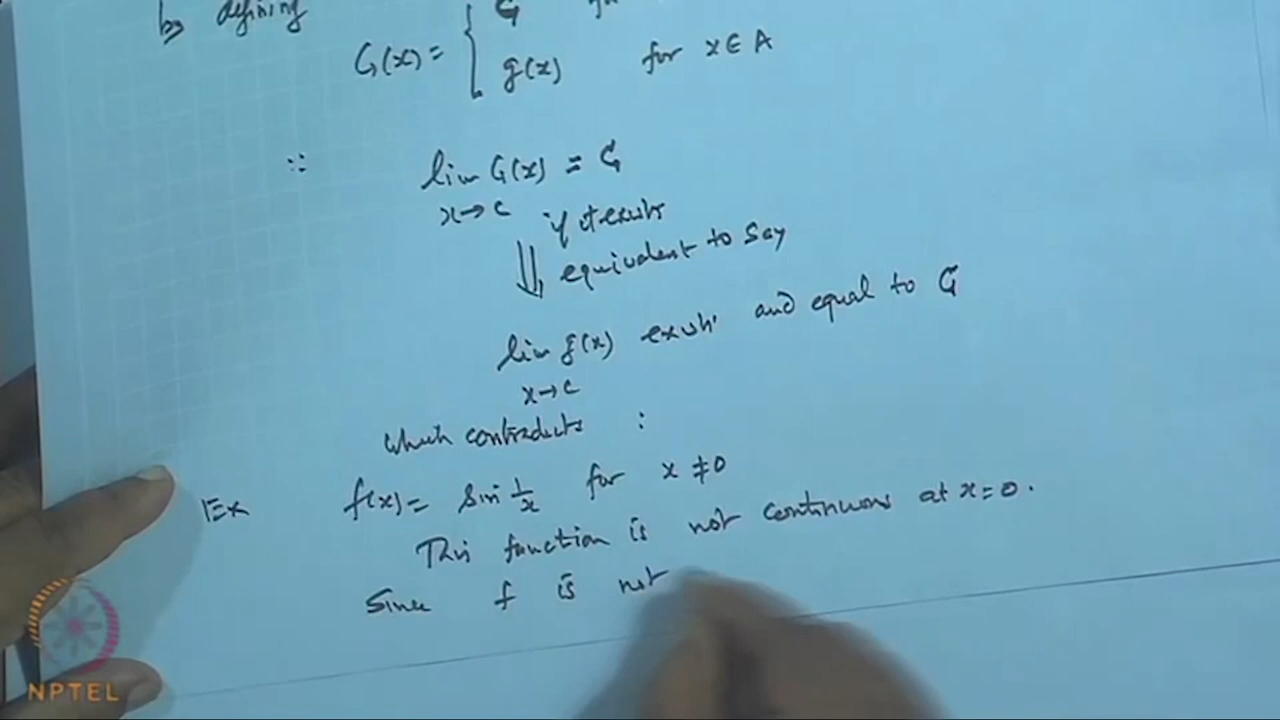 by defining
G(x) = { G for
g(x) for x ∈ A
∵ lim G(x) = G
x→c if it exists
⇓ equivalent to say
lim g(x) exists and equal to G
x→c
which contradicts :
Ex f(x) = sin 1/x for x ≠ 0
This function is not continuous at x=0.
Since f is not
NPTEL